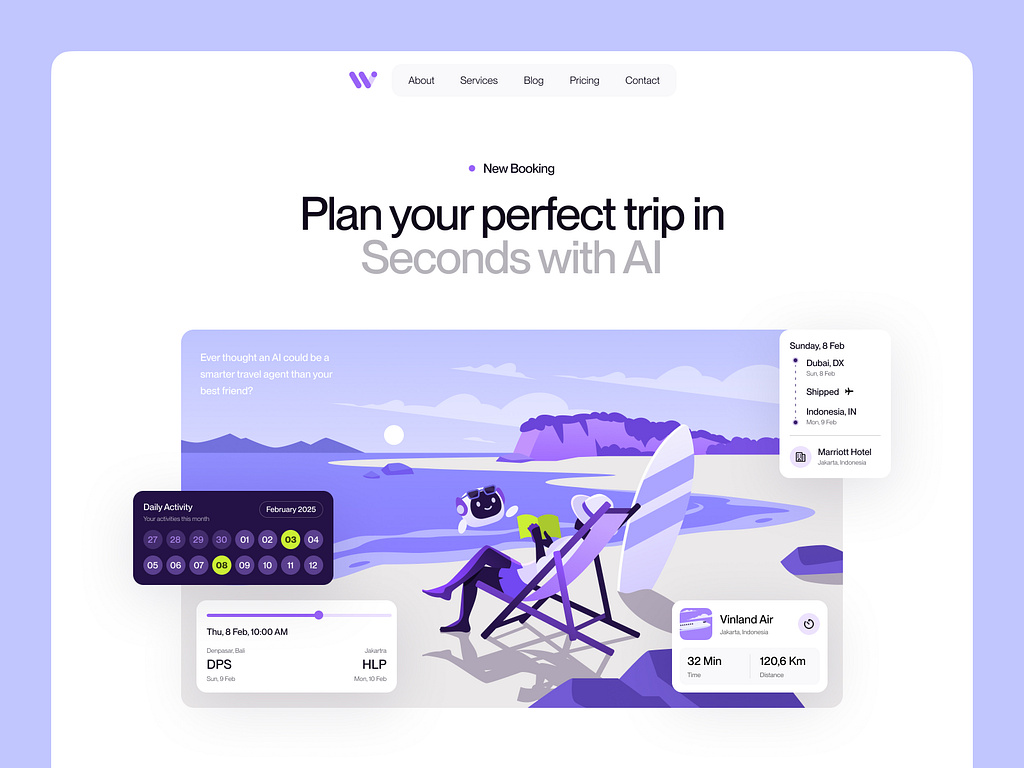 About Services Blog Pricing Contact
New Booking
Plan your perfect trip in
Seconds with AI
Ever thought an AI could be a
smarter travel agent than your
best friend?
Sunday, 8 Feb
Dubai, DX
Sun, 8 Feb
Shipped
Indonesia, IN
Mon, 9 Feb
Marriott Hotel
Jakarta, Indonesia
Daily Activity
February 2025
Your activities this month
27 28 29 30 01 02 03 04
05 06 07 08 09 10 11 12
Thu, 8 Feb, 10:00 AM
Denpasar, Bali Jakartra
DPS HLP
Sun, 9 Feb Mon, 10 Feb
Vinland Air
Jakarta, Indonesia
32 Min 120,6 Km
Time Distance